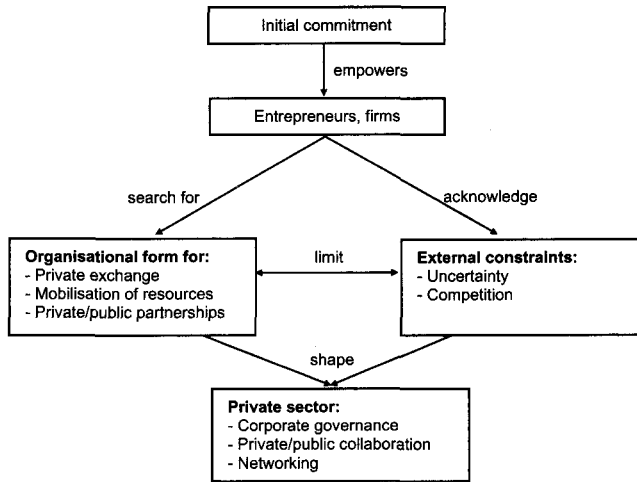 Initial commitment
empowers
Entrepreneurs, firms
search for
acknowledge
Organisational form for:
- Private exchange
- Mobilisation of resources
- Private/public partnerships
limit
External constraints:
- Uncertainty
- Competition
shape
Private sector:
- Corporate governance
- Private/public collaboration
- Networking